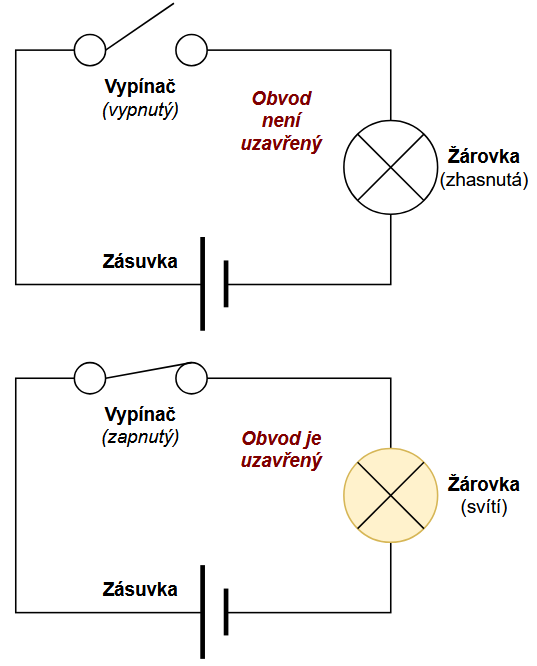 Vypínač
(vypnutý)
Obvod
není
uzavřený
Žárovka
(zhasnutá)
Zásuvka
Vypínač
(zapnutý)
Obvod je
uzavřený
Žárovka
(svítí)
Zásuvka